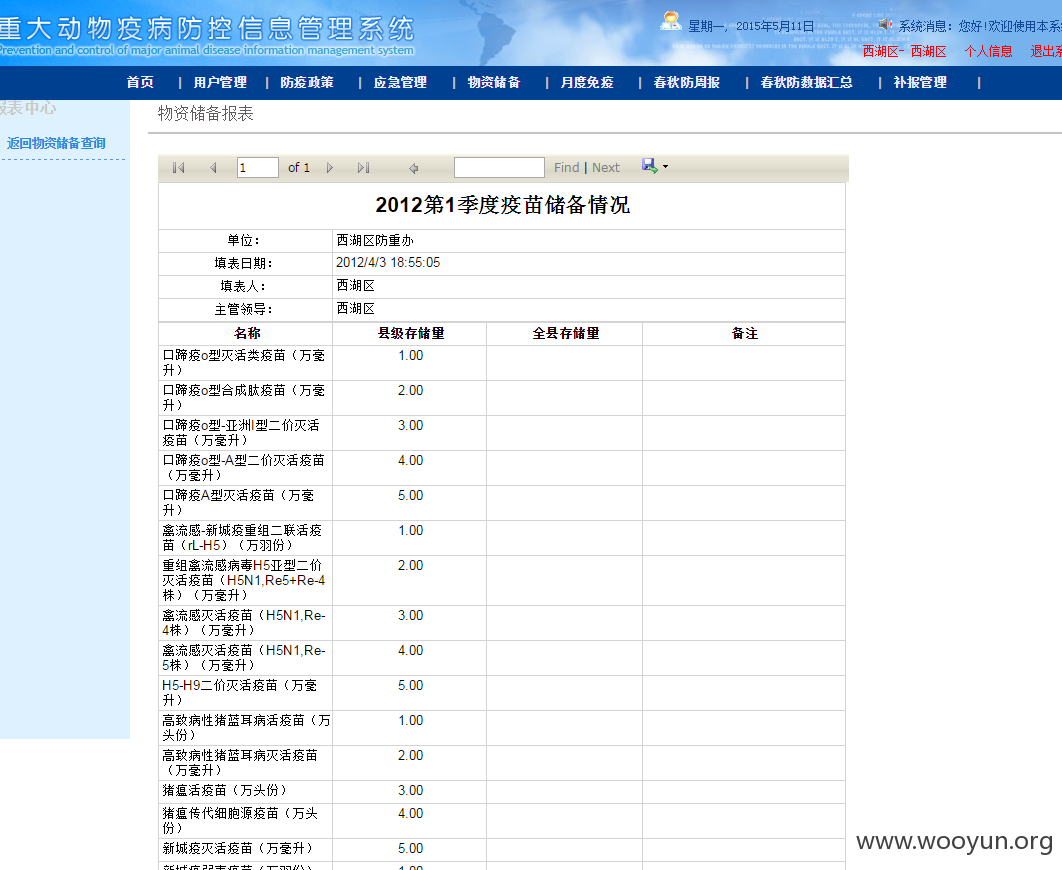 重大动物疫病防控信息管理系统
Prevention and control of major animal disease information management system
星期一，2015年5月11日
系统消息：您好!欢迎使用本系
西湖区- 西湖区 个人信息 退出系
首页 | 用户管理 | 防疫政策 | 应急管理 | 物资储备 | 月度免疫 | 春秋防周报 | 春秋防数据汇总 | 补报管理 |
报表中心
物资储备报表
返回物资储备查询
1 of 1 Find | Next
2012第1季度疫苗储备情况
单位： 西湖区防重办
填表日期： 2012/4/3 18:55:05
填表人： 西湖区
主管领导： 西湖区
名称 县级存储量 全县存储量 备注
口蹄疫o型灭活类疫苗（万毫 1.00
升）
口蹄疫o型合成肽疫苗（万毫 2.00
升）
口蹄疫o型-亚洲I型二价灭活 3.00
疫苗（万毫升）
口蹄疫o型-A型二价灭活疫苗 4.00
（万毫升）
口蹄疫A型灭活疫苗（万毫 5.00
升）
禽流感-新城疫重组二联活疫 1.00
苗（rL-H5）（万羽份）
重组禽流感病毒H5亚型二价 2.00
灭活疫苗（H5N1,Re5+Re-4
株）（万毫升）
禽流感灭活疫苗（H5N1,Re- 3.00
4株）（万毫升）
禽流感灭活疫苗（H5N1,Re- 4.00
5株）（万毫升）
H5-H9二价灭活疫苗（万毫 5.00
升）
高致病性猪蓝耳病活疫苗（万 1.00
头份）
高致病性猪蓝耳病灭活疫苗 2.00
（万毫升）
猪瘟活疫苗（万头份） 3.00
猪瘟传代细胞源疫苗（万头 4.00
份）
新城疫灭活疫苗（万毫升） 5.00
新城疫弱毒疫苗（万羽份） 1.00
www.wooyun.org